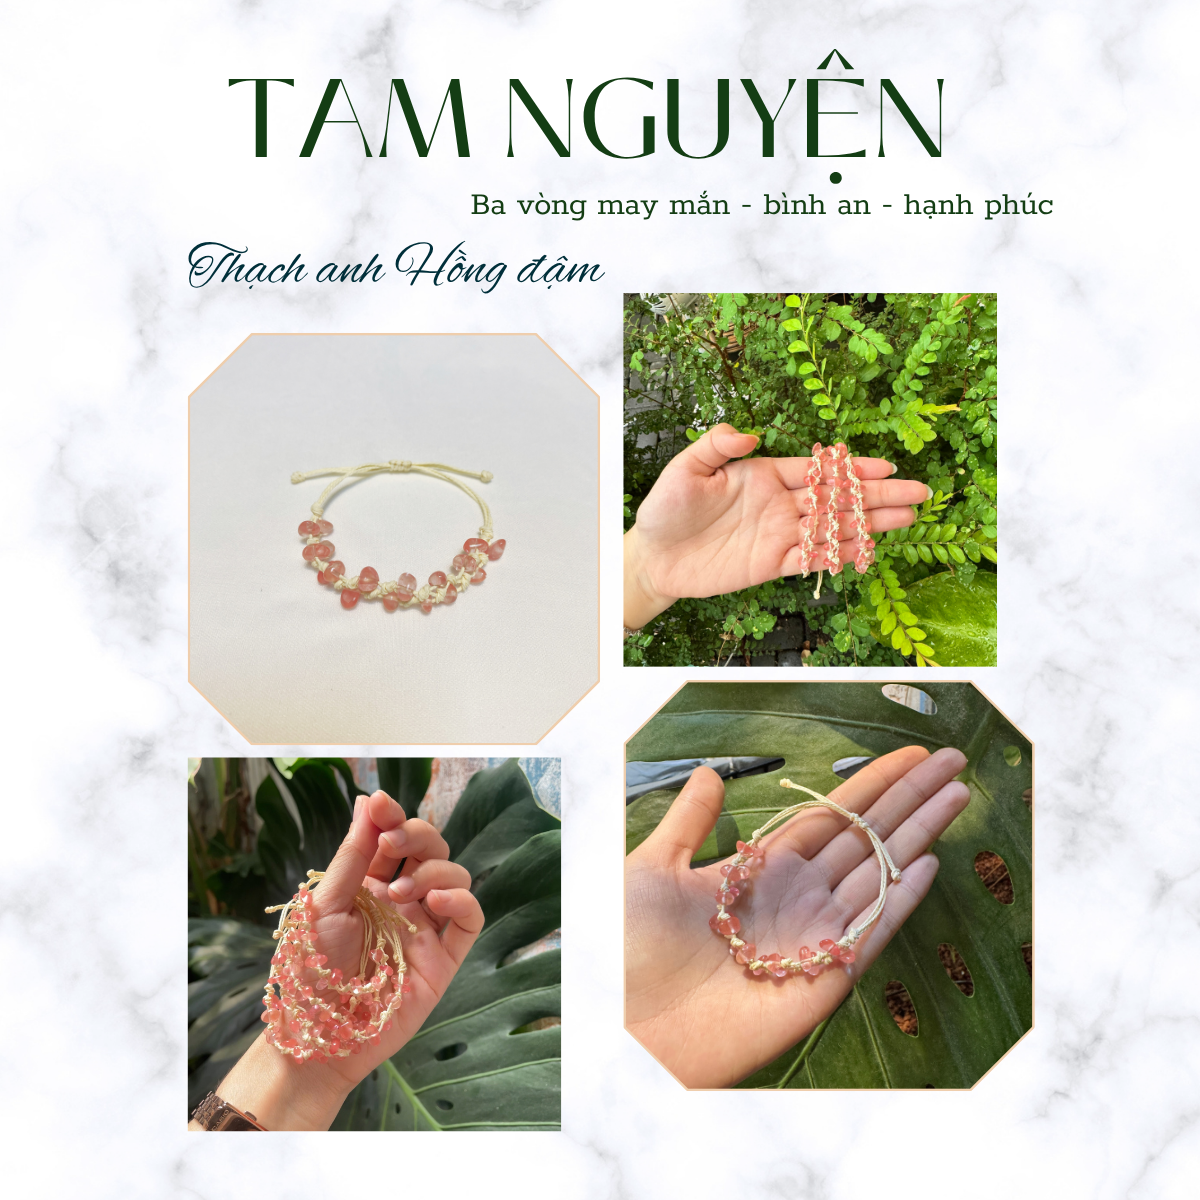 TAM NGUYỆN
Ba vòng may mắn - bình an - hạnh phúc
Thạch anh Hồng đậm